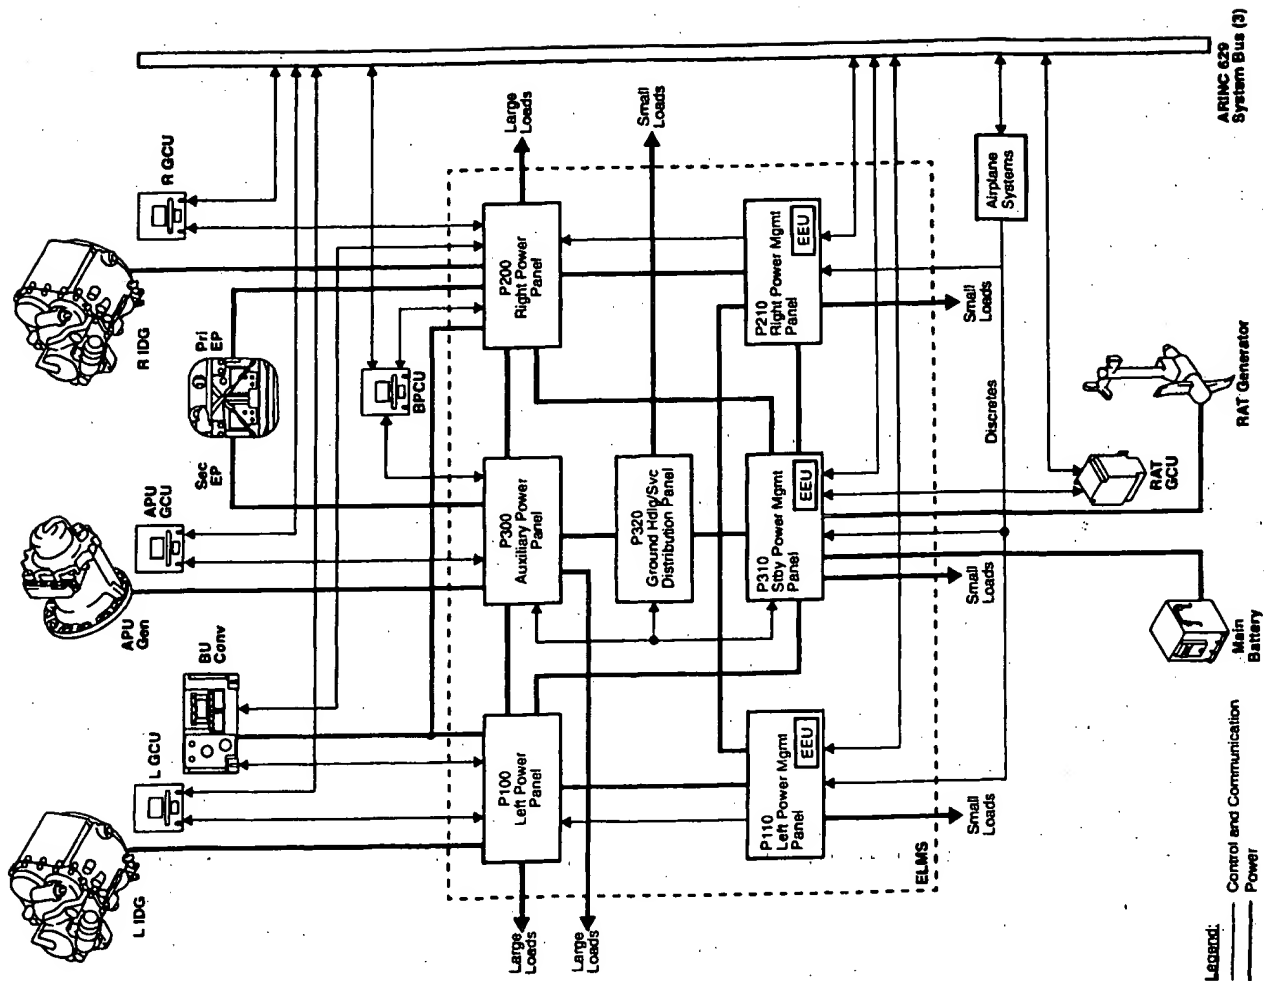 L IDG
APU
Gen
R IDG
L GCU
BU
Conv
APU
GCU
Sec
EP
Pri
EP
R GCU
BPCU
Large
Loads
Large
Loads
Large
Loads
P100
Left Power
Panel
P300
Auxiliary Power
Panel
P200
Right Power
Panel
P320
Ground Hdlg/Svc
Distribution Panel
Small
Loads
P110
Left Power Mgmt
Panel
EEU
P310
Stby Power Mgmt
Panel
EEU
P210
Right Power Mgmt
Panel
EEU
ELMS
Small
Loads
Small
Loads
Small
Loads
Airplane
Systems
Discretes
Main
Battery
RAT
GCU
RAT Generator
ARINC 629
System Bus (3)
Legend:
Control and Communication
Power